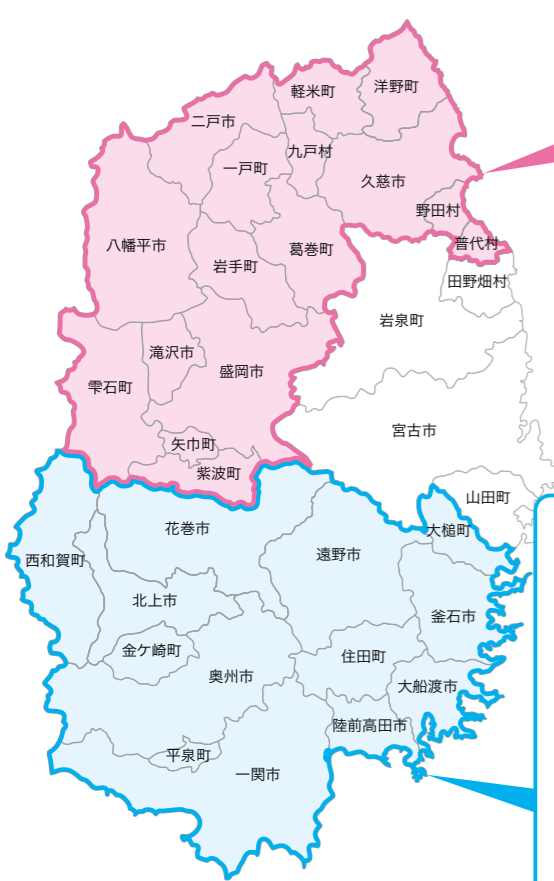 洋野町
軽米町
二戸市
九戸村
一戸町
久慈市
野田村
普代村
八幡平市
葛巻町
岩手町
田野畑村
岩泉町
滝沢市
盛岡市
雫石町
宮古市
矢巾町
紫波町
山田町
花巻市
大槌町
遠野市
西和賀町
北上市
釜石市
金ケ崎町
住田町
奥州市
大船渡市
陸前高田市
平泉町
一関市